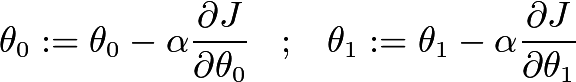 θ₀ := θ₀ − α ∂J/∂θ₀ ; θ₁ := θ₁ − α ∂J/∂θ₁